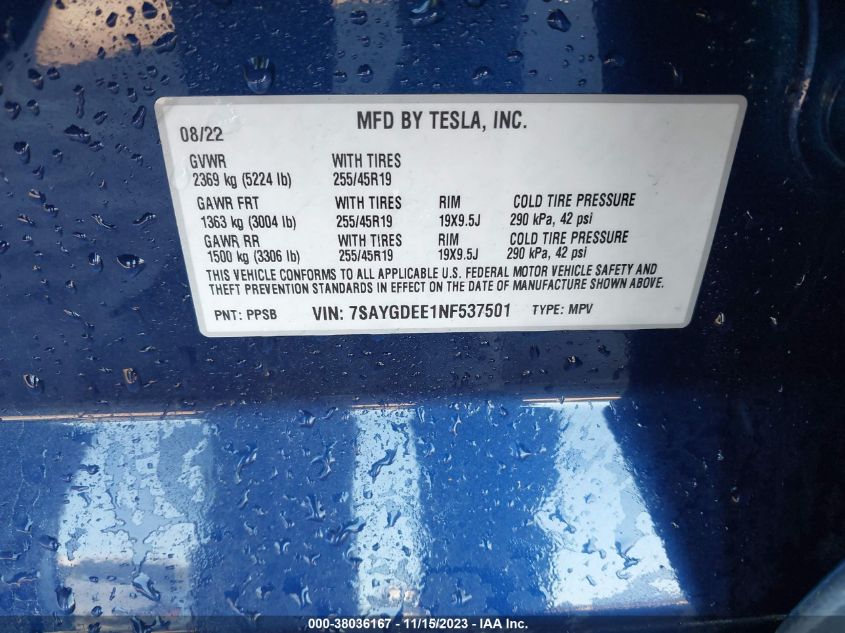 08/22 MFD BY TESLA, INC.
GVWR WITH TIRES
2369 kg (5224 lb) 255/45R19
GAWR FRT WITH TIRES RIM COLD TIRE PRESSURE
1363 kg (3004 lb) 255/45R19 19X9.5J 290 kPa, 42 psi
GAWR RR WITH TIRES RIM COLD TIRE PRESSURE
1500 kg (3306 lb) 255/45R19 19X9.5J 290 kPa, 42 psi
THIS VEHICLE CONFORMS TO ALL APPLICABLE U.S. FEDERAL MOTOR VEHICLE SAFETY AND
THEFT PREVENTION STANDARDS IN EFFECT ON THE DATE OF MANUFACTURE SHOWN ABOVE.
PNT: PPSB VIN: 7SAYGDEE1NF537501 TYPE: MPV
000-38036167 - 11/15/2023 - IAA Inc.